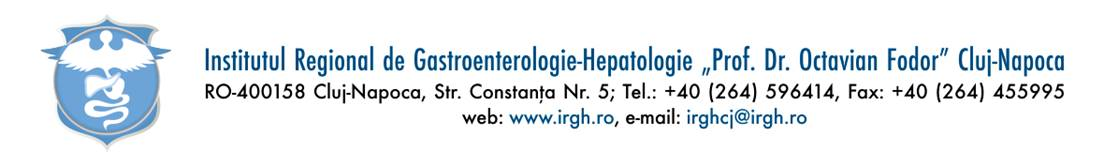 Institutul Regional de Gastroenterologie-Hepatologie „Prof. Dr. Octavian Fodor” Cluj-Napoca
RO-400158 Cluj-Napoca, Str. Constanța Nr. 5; Tel.: +40 (264) 596414, Fax: +40 (264) 455995
web: www.irgh.ro, e-mail: irghcj@irgh.ro